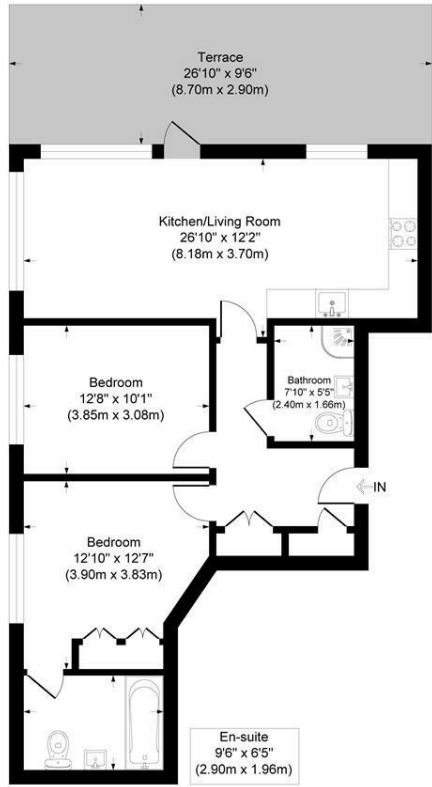 Terrace
26'10" x 9'6"
(8.70m x 2.90m)
Kitchen/Living Room
26'10" x 12'2"
(8.18m x 3.70m)
Bedroom
12'8" x 10'1"
(3.85m x 3.08m)
Bathroom
7'10" x 5'5"
(2.40m x 1.66m)
IN
Bedroom
12'10" x 12'7"
(3.90m x 3.83m)
En-suite
9'6" x 6'5"
(2.90m x 1.96m)